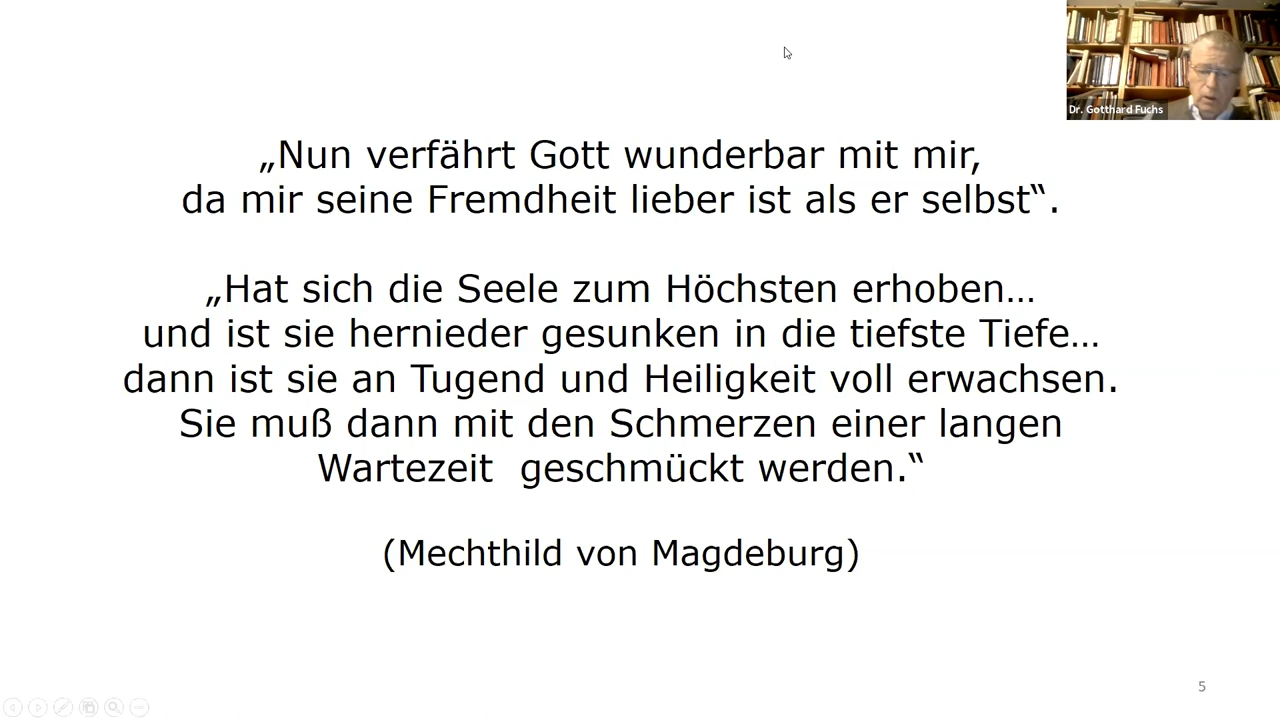 Dr. Gotthard Fuchs
„Nun verfährt Gott wunderbar mit mir,
da mir seine Fremdheit lieber ist als er selbst“.
„Hat sich die Seele zum Höchsten erhoben...
und ist sie hernieder gesunken in die tiefste Tiefe...
dann ist sie an Tugend und Heiligkeit voll erwachsen.
Sie muß dann mit den Schmerzen einer langen
Wartezeit  geschmückt werden.“
(Mechthild von Magdeburg)
5